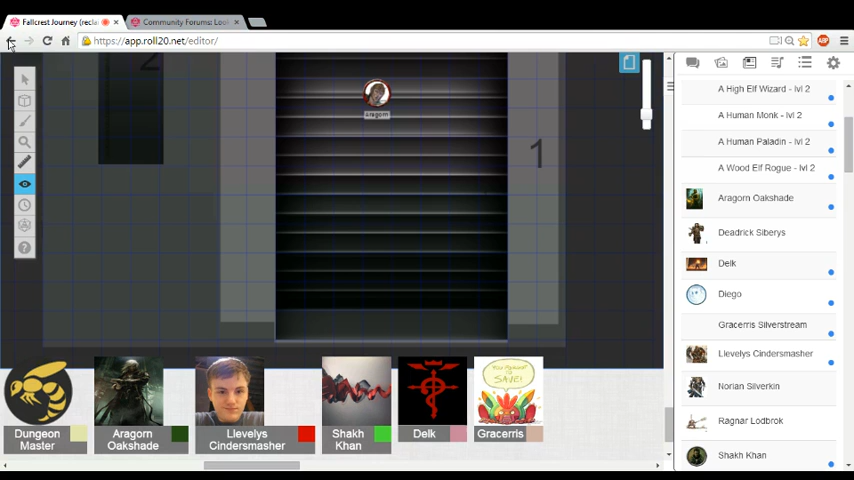 Fallcrest Journey (recla
Community Forums: Loo
https://app.roll20.net/editor/
ABP
2
Aragorn
1
A High Elf Wizard - lvl 2
A Human Monk - lvl 2
A Human Paladin - lvl 2
A Wood Elf Rogue - lvl 2
Aragorn Oakshade
Deadrick Siberys
Delk
Diego
Gracerris Silverstream
Llevelys Cindersmasher
Norian Silverkin
Ragnar Lodbrok
Shakh Khan
SAVE!
Dungeon
Master
Aragorn
Oakshade
Llevelys
Cindersmasher
Shakh
Khan
Delk
Gracerris